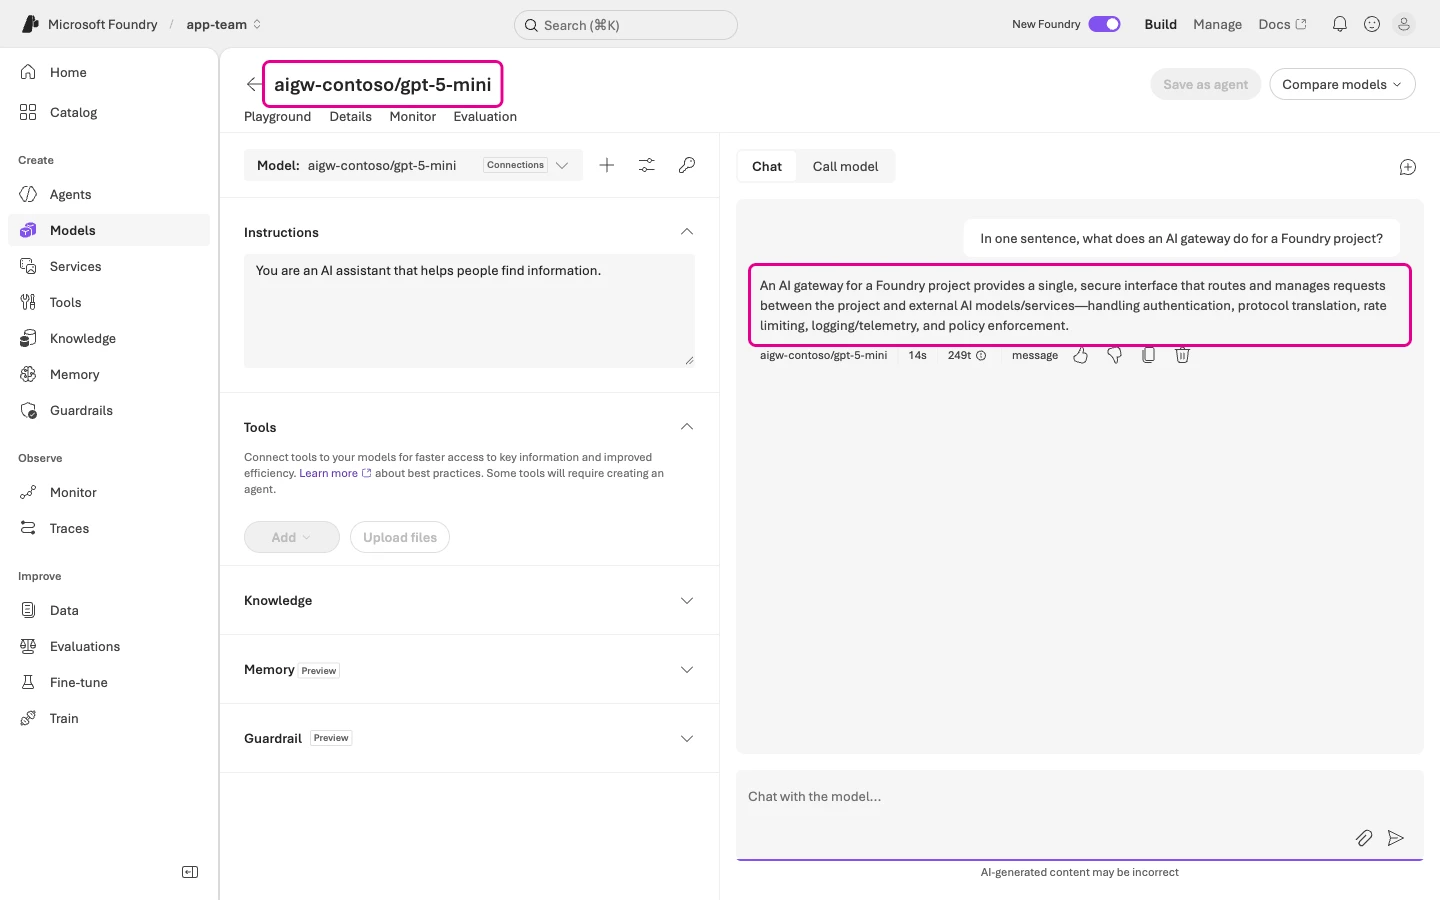 Microsoft Foundry / app-team
Search (⌘K)
New Foundry
Build
Manage
Docs
Home
Catalog
Create
Agents
Models
Services
Tools
Knowledge
Memory
Guardrails
Observe
Monitor
Traces
Improve
Data
Evaluations
Fine-tune
Train
aigw-contoso/gpt-5-mini
Save as agent
Compare models
Playground
Details
Monitor
Evaluation
Model: aigw-contoso/gpt-5-mini Connections
Instructions
You are an AI assistant that helps people find information.
Tools
Connect tools to your models for faster access to key information and improved
efficiency. Learn more about best practices. Some tools will require creating an
agent.
Add
Upload files
Knowledge
Memory Preview
Guardrail Preview
Chat
Call model
In one sentence, what does an AI gateway do for a Foundry project?
An AI gateway for a Foundry project provides a single, secure interface that routes and manages requests
between the project and external AI models/services—handling authentication, protocol translation, rate
limiting, logging/telemetry, and policy enforcement.
aigw-contoso/gpt-5-mini 14s 249t message
Chat with the model...
AI-generated content may be incorrect